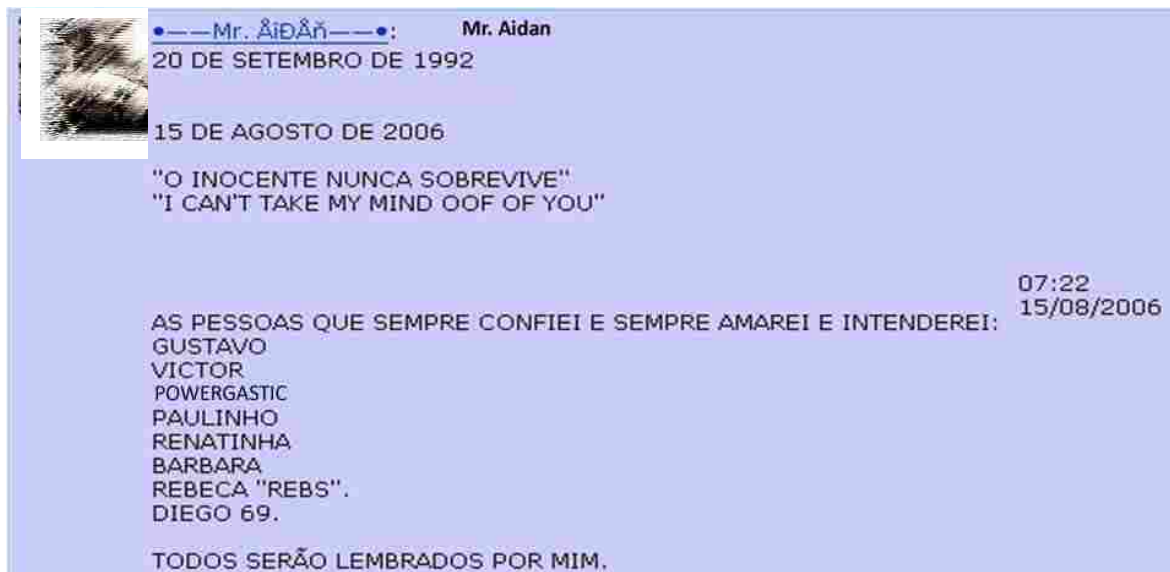 ●——Mr. ÅïÐÅñ——●: Mr. Aidan
20 DE SETEMBRO DE 1992
15 DE AGOSTO DE 2006
"O INOCENTE NUNCA SOBREVIVE"
"I CAN'T TAKE MY MIND OOF OF YOU"
07:22
15/08/2006
AS PESSOAS QUE SEMPRE CONFIEI E SEMPRE AMAREI E INTENDEREI:
GUSTAVO
VICTOR
POWERGASTIC
PAULINHO
RENATINHA
BARBARA
REBECA "REBS".
DIEGO 69.
TODOS SERÃO LEMBRADOS POR MIM.